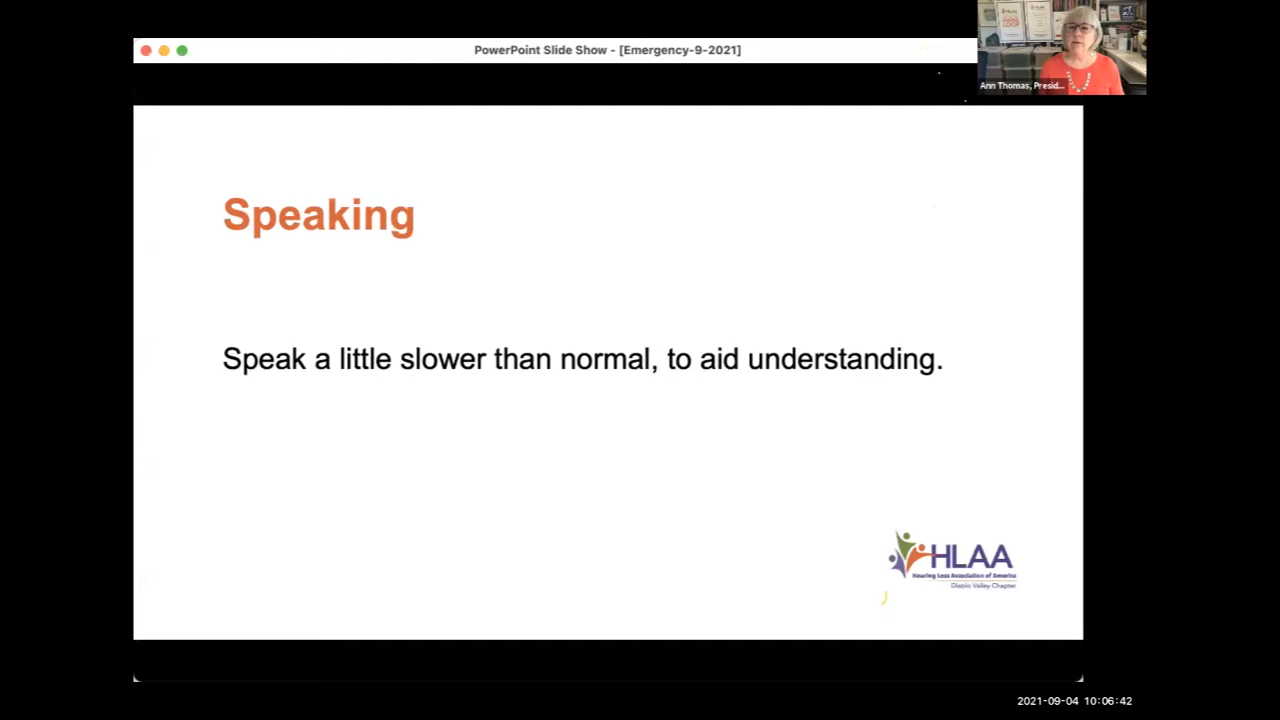 PowerPoint Slide Show - [Emergency-9-2021]
Ann Thomas, Presid...
Speaking
Speak a little slower than normal, to aid understanding.
HLAA
Hearing Loss Association of America
Diablo Valley Chapter
2021-09-04 10:06:42